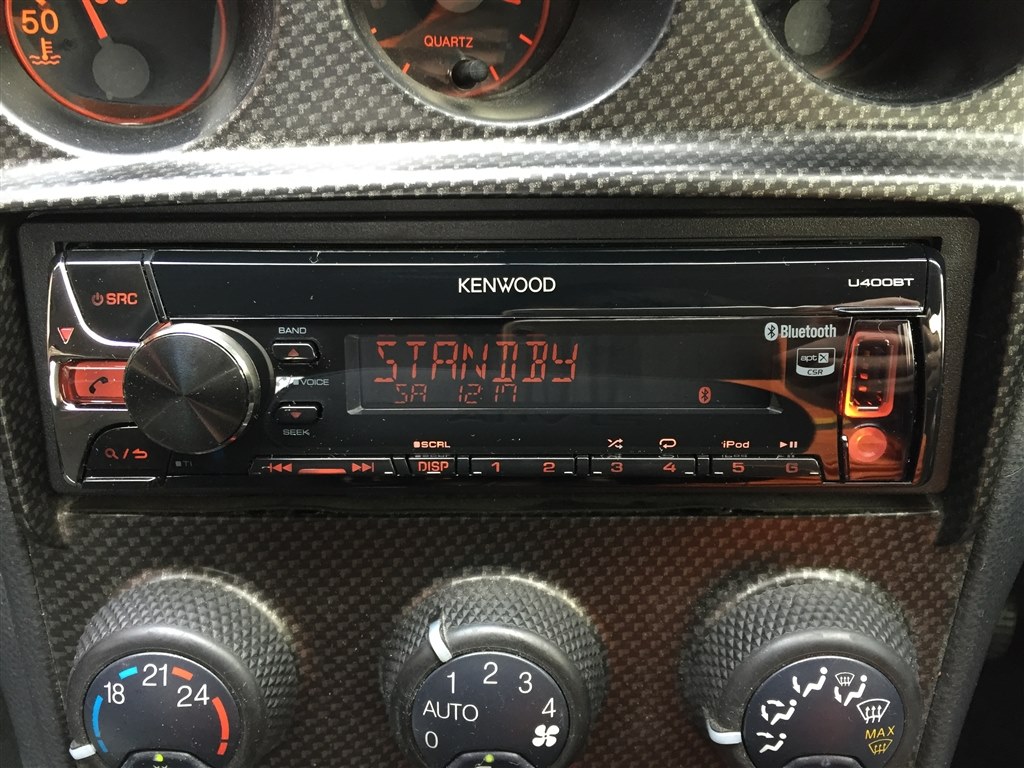 50
QUARTZ
KENWOOD
U400BT
SRC
BAND
Bluetooth
STANDBY
aptX
CSR
VOICE
SA 12 17
SEEK
SCRL
iPod
DISP 1 2 3 4 5 6
18 21 24
AUTO 0 1 2 3 4
MAX